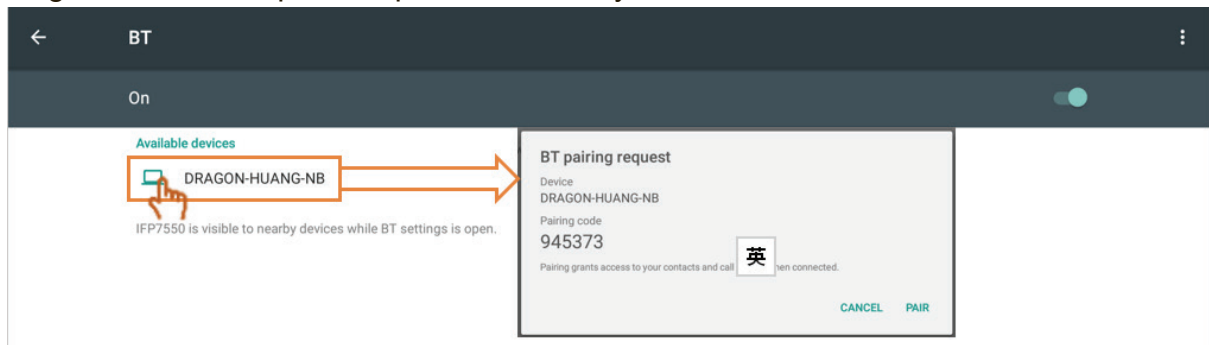 BT
On
Available devices
DRAGON-HUANG-NB
IFP7550 is visible to nearby devices while BT settings is open.
BT pairing request
Device
DRAGON-HUANG-NB
Pairing code
945373
Pairing grants access to your contacts and call 英 when connected.
CANCEL PAIR